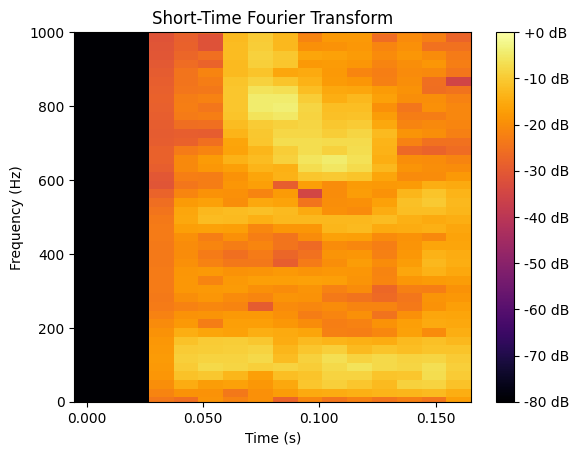 Short-Time Fourier Transform
1000
800
600
400
200
0
Frequency (Hz)
0.000
0.050
0.100
0.150
Time (s)
+0 dB
-10 dB
-20 dB
-30 dB
-40 dB
-50 dB
-60 dB
-70 dB
-80 dB